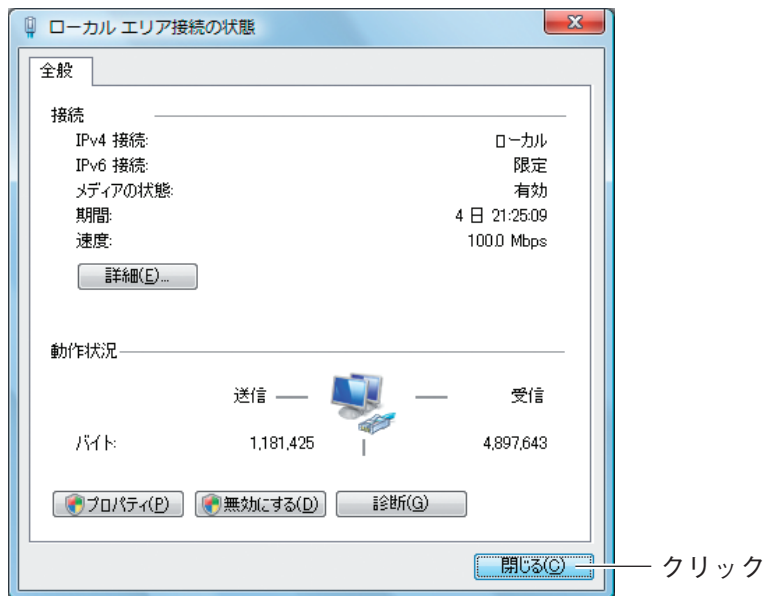 ローカル エリア接続の状態
全般
接続
IPv4 接続: ローカル
IPv6 接続: 限定
メディアの状態: 有効
期間: 4 日 21:25:09
速度: 100.0 Mbps
詳細(E)...
動作状況
送信 受信
バイト: 1,181,425 4,897,643
プロパティ(P) 無効にする(D) 診断(G)
閉じる(C) クリック